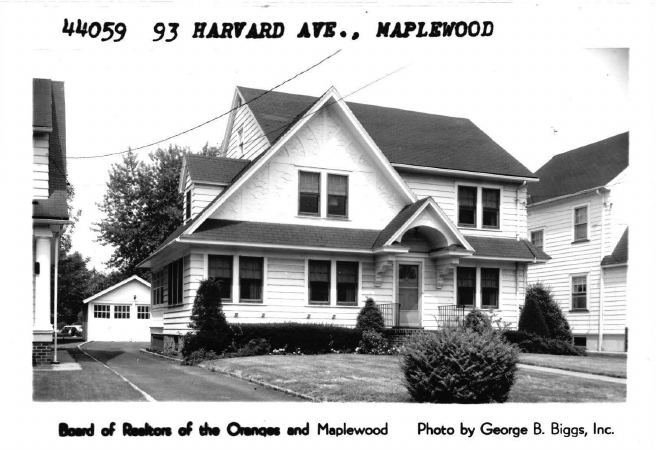 44059 93 HARVARD AVE., MAPLEWOOD
Board of Realtors of the Oranges and Maplewood Photo by George B. Biggs, Inc.